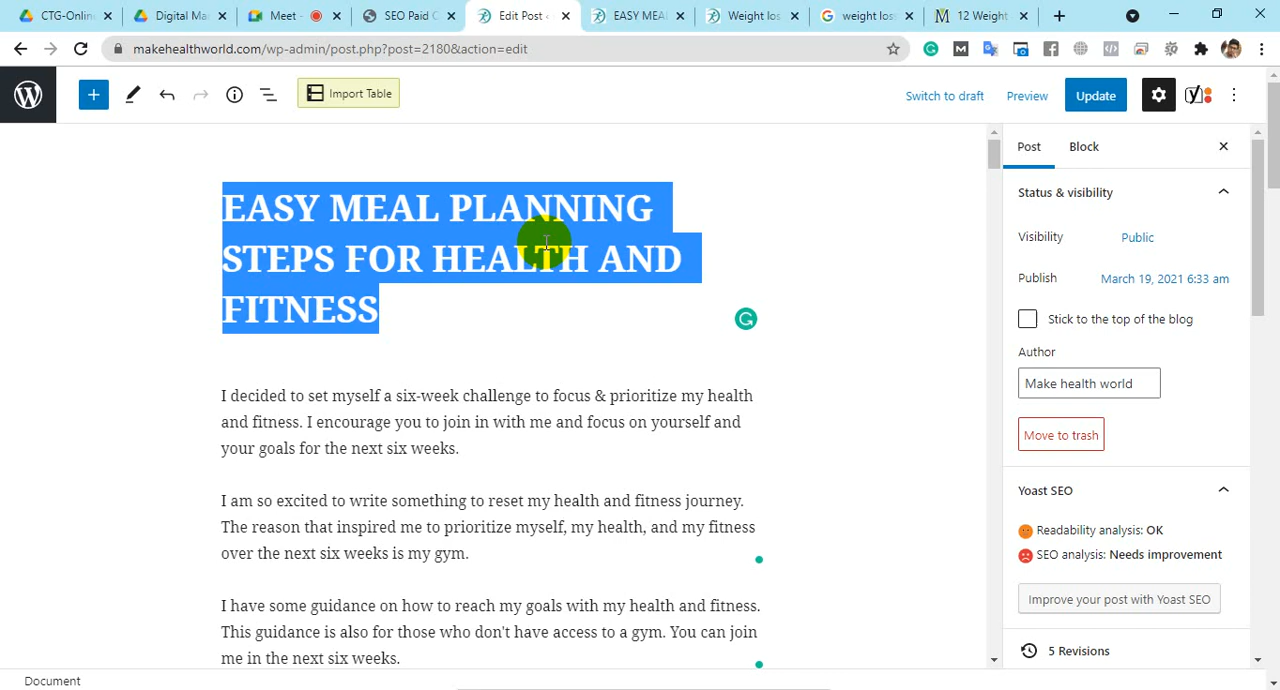 CTG-Online
Digital Ma
Meet -
SEO Paid C
Edit Post
EASY MEA
Weight los
weight loss
12 Weight
makehealthworld.com/wp-admin/post.php?post=2180&action=edit
Import Table
Switch to draft
Preview
Update
Post
Block
EASY MEAL PLANNING
STEPS FOR HEALTH AND
FITNESS
I decided to set myself a six-week challenge to focus & prioritize my health
and fitness. I encourage you to join in with me and focus on yourself and
your goals for the next six weeks.
I am so excited to write something to reset my health and fitness journey.
The reason that inspired me to prioritize myself, my health, and my fitness
over the next six weeks is my gym.
I have some guidance on how to reach my goals with my health and fitness.
This guidance is also for those who don't have access to a gym. You can join
me in the next six weeks.
Status & visibility
Visibility
Public
Publish
March 19, 2021 6:33 am
Stick to the top of the blog
Author
Make health world
Move to trash
Yoast SEO
Readability analysis: OK
SEO analysis: Needs improvement
Improve your post with Yoast SEO
5 Revisions
Document